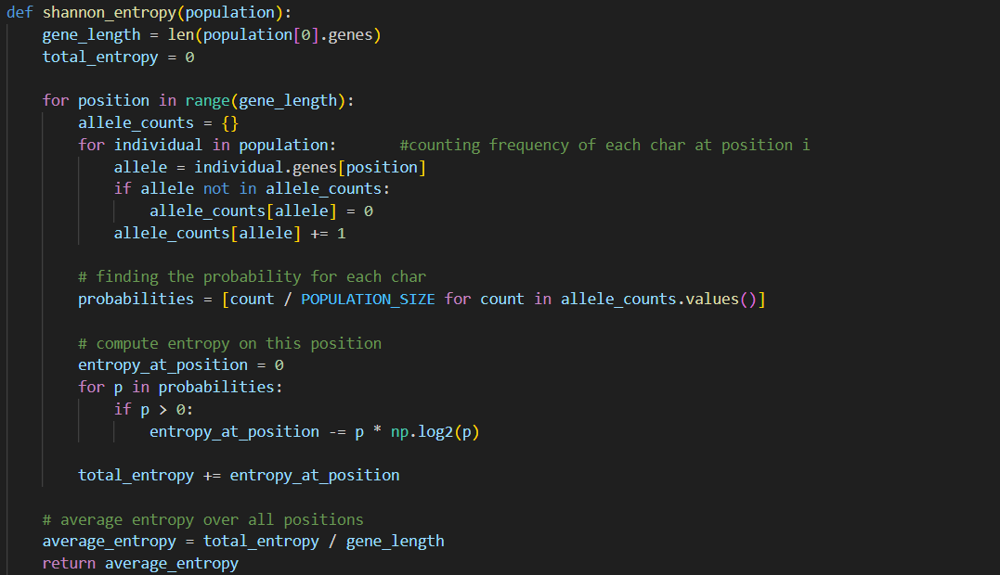 def shannon_entropy(population):
    gene_length = len(population[0].genes)
    total_entropy = 0
    for position in range(gene_length):
        allele_counts = {}
        for individual in population:       #counting frequency of each char at position i
            allele = individual.genes[position]
            if allele not in allele_counts:
                allele_counts[allele] = 0
            allele_counts[allele] += 1
        # finding the probability for each char
        probabilities = [count / POPULATION_SIZE for count in allele_counts.values()]
        # compute entropy on this position
        entropy_at_position = 0
        for p in probabilities:
            if p > 0:
                entropy_at_position -= p * np.log2(p)
        total_entropy += entropy_at_position
    # average entropy over all positions
    average_entropy = total_entropy / gene_length
    return average_entropy